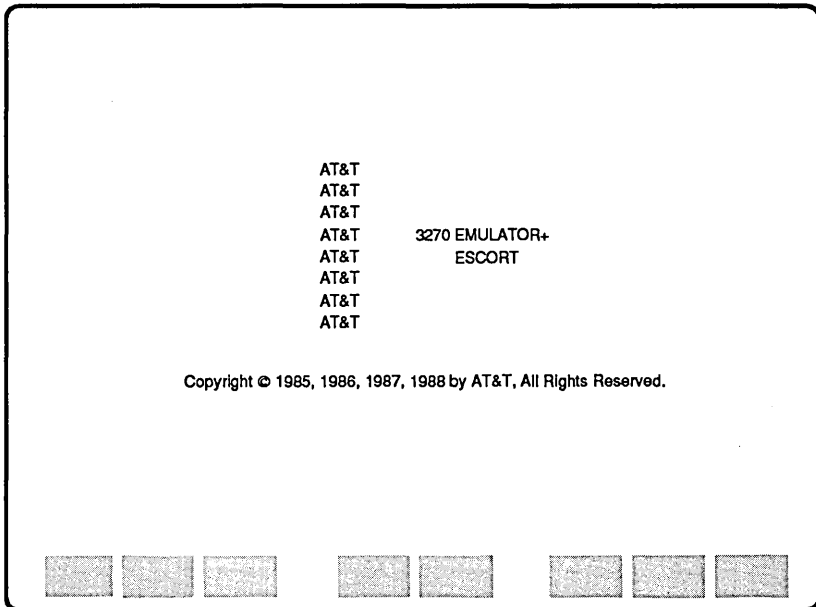 AT&T
AT&T
AT&T
AT&T 3270 EMULATOR+
AT&T ESCORT
AT&T
AT&T
AT&T
Copyright © 1985, 1986, 1987, 1988 by AT&T, All Rights Reserved.